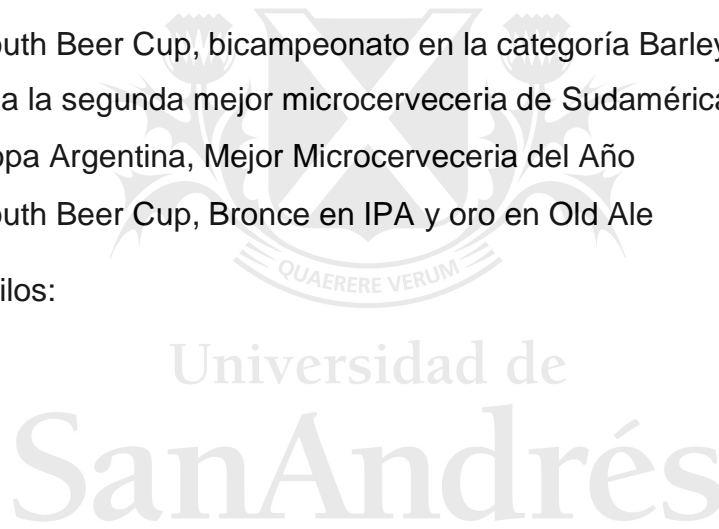 outh Beer Cup, bicampeonato en la categoría Barley
a la segunda mejor microcerveceria de Sudamérica
opa Argentina, Mejor Microcerveceria del Año
outh Beer Cup, Bronce en IPA y oro en Old Ale
QUAERERE VERUM
ilos:
Universidad de
SanAndrés